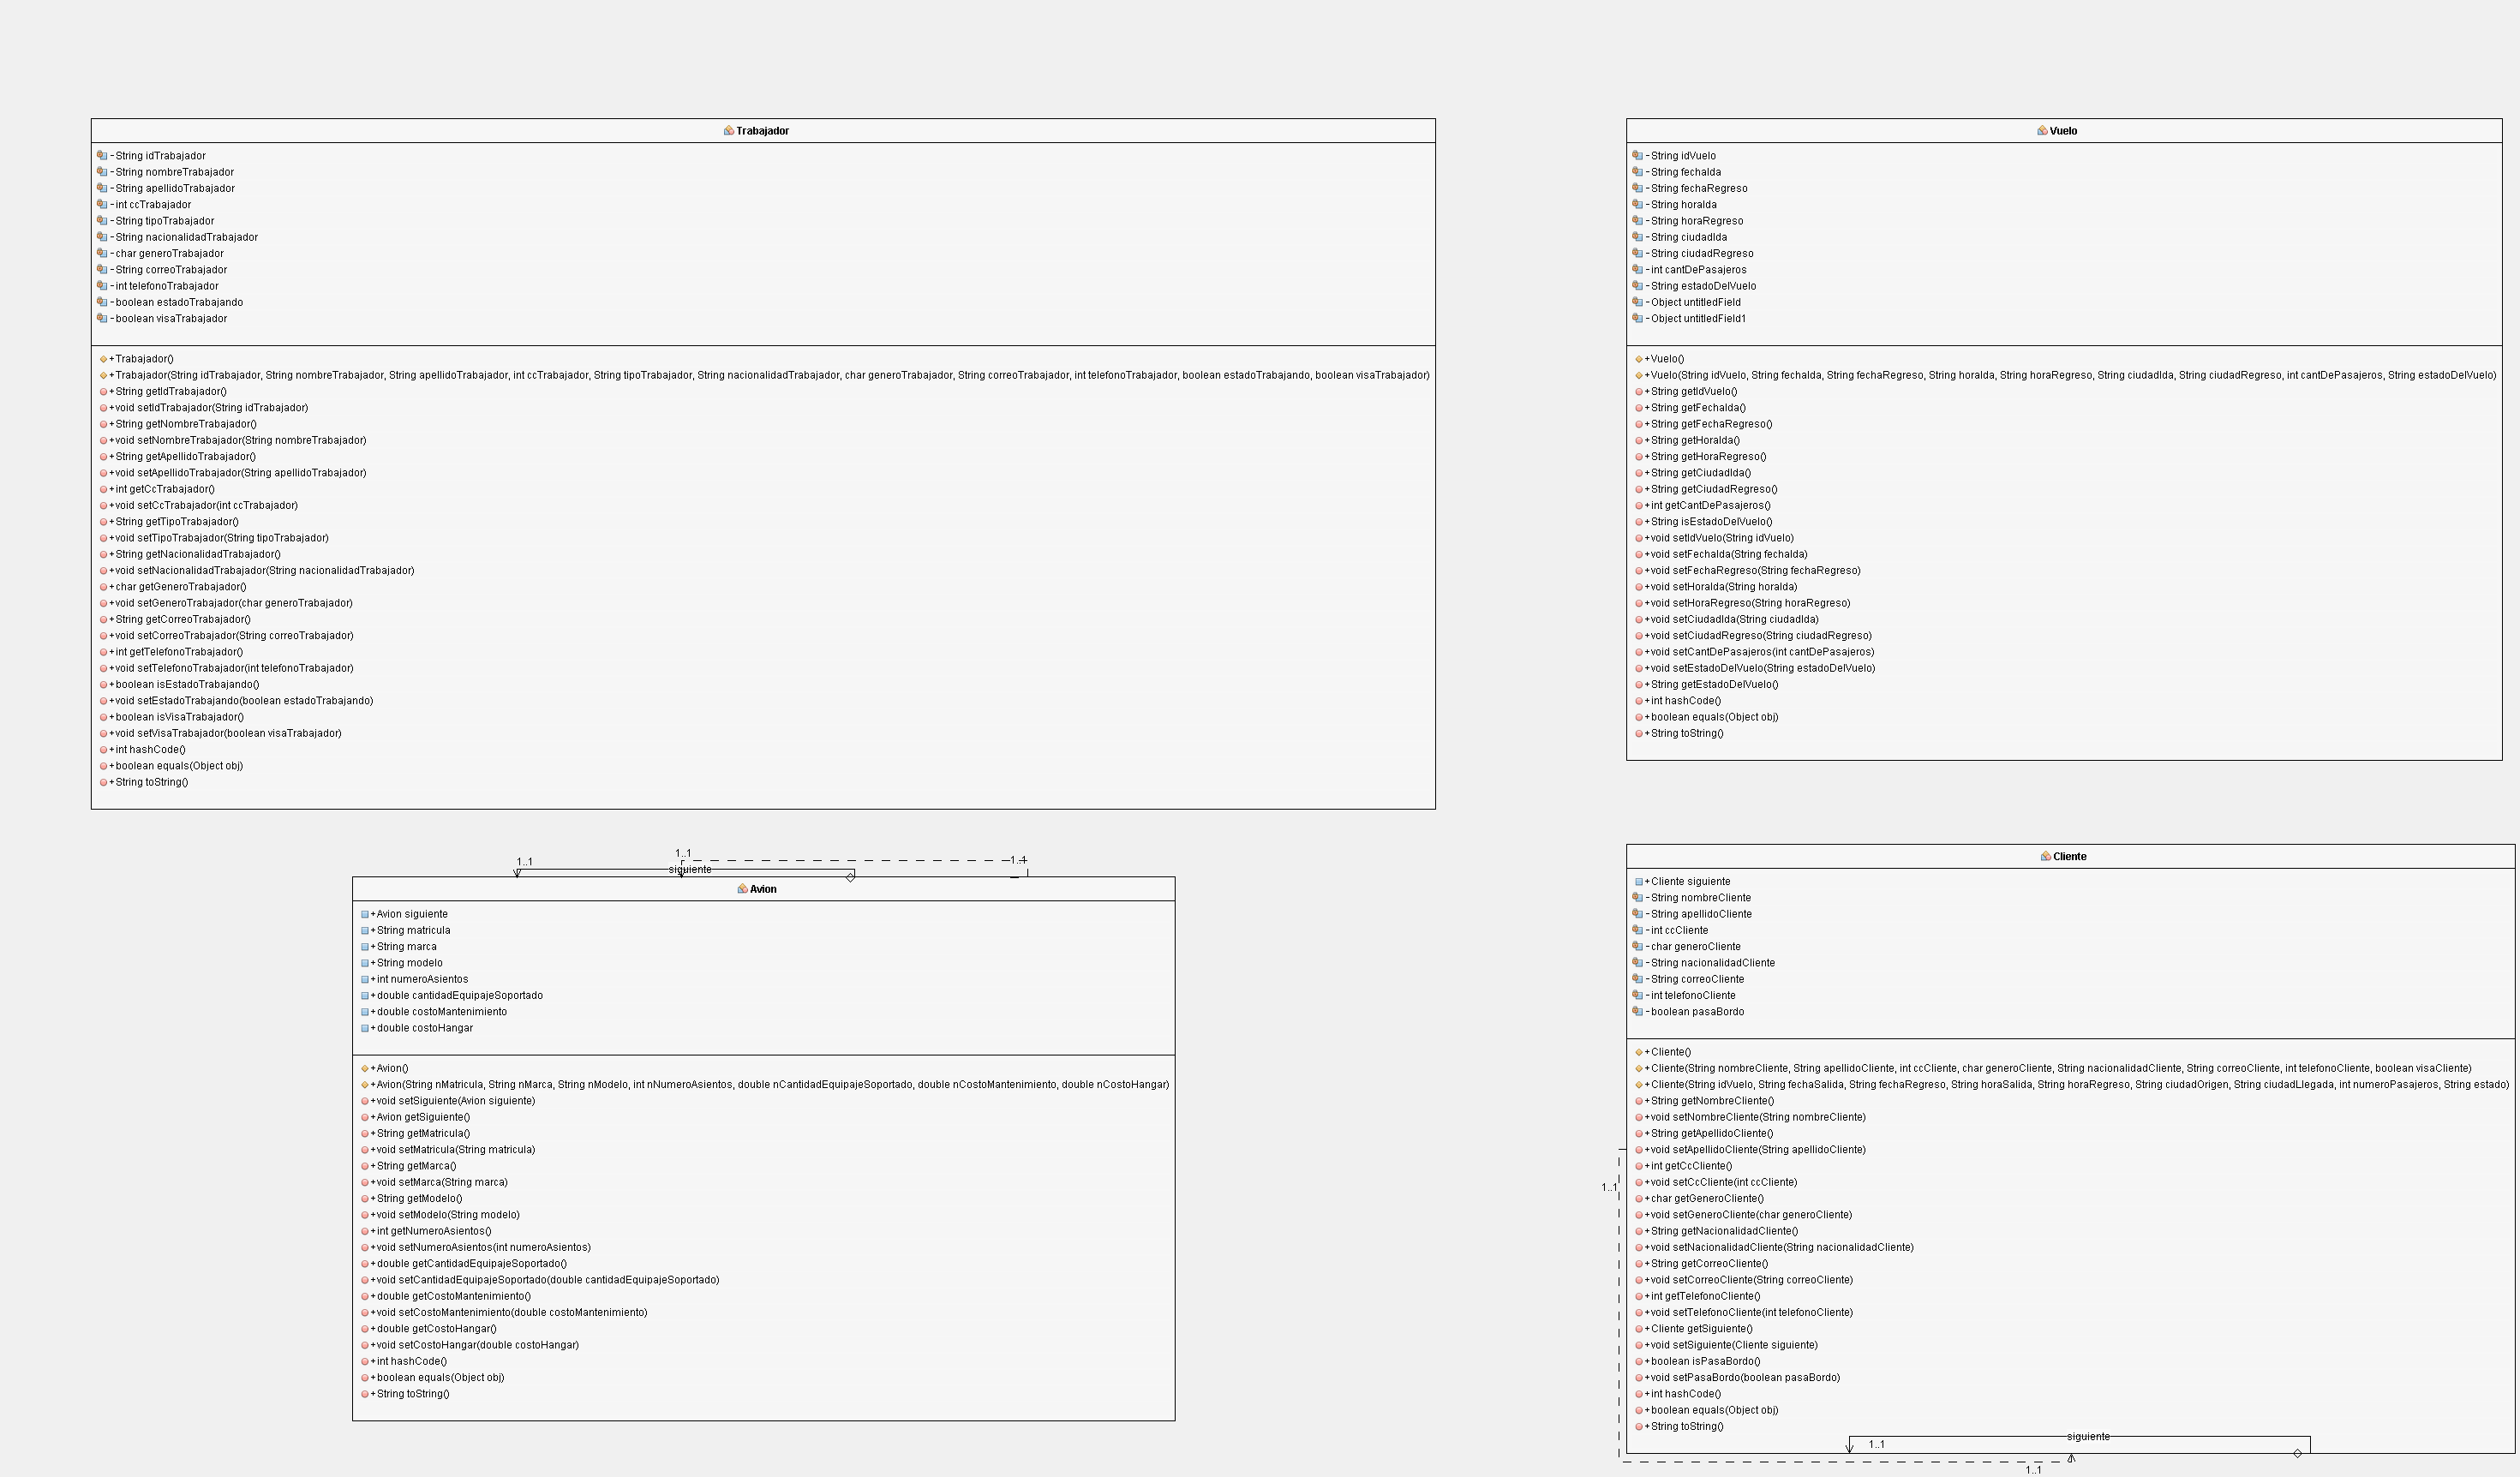 Trabajador
-String idTrabajador
-String nombreTrabajador
-String apellidoTrabajador
-int ccTrabajador
-String tipoTrabajador
-String nacionalidadTrabajador
-char generoTrabajador
-String correoTrabajador
-int telefonoTrabajador
-boolean estadoTrabajando
-boolean visaTrabajador
+Trabajador()
+Trabajador(String idTrabajador, String nombreTrabajador, String apellidoTrabajador, int ccTrabajador, String tipoTrabajador, String nacionalidadTrabajador, char generoTrabajador, String correoTrabajador, int telefonoTrabajador, boolean estadoTrabajando, boolean visaTrabajador)
+String getIdTrabajador()
+void setIdTrabajador(String idTrabajador)
+String getNombreTrabajador()
+void setNombreTrabajador(String nombreTrabajador)
+String getApellidoTrabajador()
+void setApellidoTrabajador(String apellidoTrabajador)
+int getCcTrabajador()
+void setCcTrabajador(int ccTrabajador)
+String getTipoTrabajador()
+void setTipoTrabajador(String tipoTrabajador)
+String getNacionalidadTrabajador()
+void setNacionalidadTrabajador(String nacionalidadTrabajador)
+char getGeneroTrabajador()
+void setGeneroTrabajador(char generoTrabajador)
+String getCorreoTrabajador()
+void setCorreoTrabajador(String correoTrabajador)
+int getTelefonoTrabajador()
+void setTelefonoTrabajador(int telefonoTrabajador)
+boolean isEstadoTrabajando()
+void setEstadoTrabajando(boolean estadoTrabajando)
+boolean isVisaTrabajador()
+void setVisaTrabajador(boolean visaTrabajador)
+int hashCode()
+boolean equals(Object obj)
+String toString()
Vuelo
-String idVuelo
-String fechaIda
-String fechaRegreso
-String horaIda
-String horaRegreso
-String ciudadIda
-String ciudadRegreso
-int cantDePasajeros
-String estadoDelVuelo
-Object untitledField
-Object untitledField1
+Vuelo()
+Vuelo(String idVuelo, String fechaIda, String fechaRegreso, String horaIda, String horaRegreso, String ciudadIda, String ciudadRegreso, int cantDePasajeros, String estadoDelVuelo)
+String getIdVuelo()
+String getFechaIda()
+String getFechaRegreso()
+String getHoraIda()
+String getHoraRegreso()
+String getCiudadIda()
+String getCiudadRegreso()
+int getCantDePasajeros()
+String isEstadoDelVuelo()
+void setIdVuelo(String idVuelo)
+void setFechaIda(String fechaIda)
+void setFechaRegreso(String fechaRegreso)
+void setHoraIda(String horaIda)
+void setHoraRegreso(String horaRegreso)
+void setCiudadIda(String ciudadIda)
+void setCiudadRegreso(String ciudadRegreso)
+void setCantDePasajeros(int cantDePasajeros)
+void setEstadoDelVuelo(String estadoDelVuelo)
+String getEstadoDelVuelo()
+int hashCode()
+boolean equals(Object obj)
+String toString()
1..1
1..1
1..1
siguiente
Avion
+Avion siguiente
+String matricula
+String marca
+String modelo
+int numeroAsientos
+double cantidadEquipajeSoportado
+double costoMantenimiento
+double costoHangar
+Avion()
+Avion(String nMatricula, String nMarca, String nModelo, int nNumeroAsientos, double nCantidadEquipajeSoportado, double nCostoMantenimiento, double nCostoHangar)
+void setSiguiente(Avion siguiente)
+Avion getSiguiente()
+String getMatricula()
+void setMatricula(String matricula)
+String getMarca()
+void setMarca(String marca)
+String getModelo()
+void setModelo(String modelo)
+int getNumeroAsientos()
+void setNumeroAsientos(int numeroAsientos)
+double getCantidadEquipajeSoportado()
+void setCantidadEquipajeSoportado(double cantidadEquipajeSoportado)
+double getCostoMantenimiento()
+void setCostoMantenimiento(double costoMantenimiento)
+double getCostoHangar()
+void setCostoHangar(double costoHangar)
+int hashCode()
+boolean equals(Object obj)
+String toString()
Cliente
+Cliente siguiente
-String nombreCliente
-String apellidoCliente
-int ccCliente
-char generoCliente
-String nacionalidadCliente
-String correoCliente
-int telefonoCliente
-boolean pasaBordo
+Cliente()
+Cliente(String nombreCliente, String apellidoCliente, int ccCliente, char generoCliente, String nacionalidadCliente, String correoCliente, int telefonoCliente, boolean visaCliente)
+Cliente(String idVuelo, String fechaSalida, String fechaRegreso, String horaSalida, String horaRegreso, String ciudadOrigen, String ciudadLlegada, int numeroPasajeros, String estado)
+String getNombreCliente()
+void setNombreCliente(String nombreCliente)
+String getApellidoCliente()
+void setApellidoCliente(String apellidoCliente)
+int getCcCliente()
+void setCcCliente(int ccCliente)
+char getGeneroCliente()
+void setGeneroCliente(char generoCliente)
+String getNacionalidadCliente()
+void setNacionalidadCliente(String nacionalidadCliente)
+String getCorreoCliente()
+void setCorreoCliente(String correoCliente)
+int getTelefonoCliente()
+void setTelefonoCliente(int telefonoCliente)
+Cliente getSiguiente()
+void setSiguiente(Cliente siguiente)
+boolean isPasaBordo()
+void setPasaBordo(boolean pasaBordo)
+int hashCode()
+boolean equals(Object obj)
+String toString()
1..1
siguiente
1..1
1..1